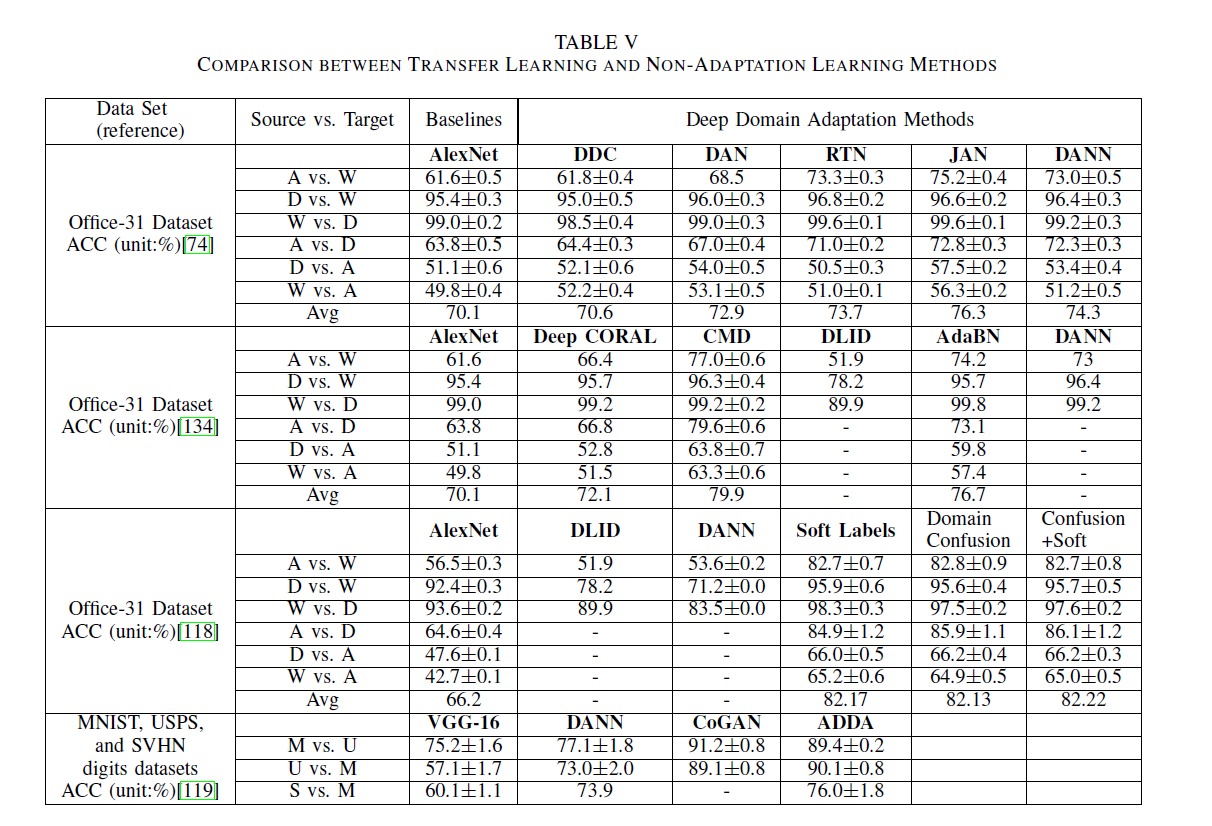 TABLE V
COMPARISON BETWEEN TRANSFER LEARNING AND NON-ADAPTATION LEARNING METHODS
Data Set
(reference) Source vs. Target Baselines Deep Domain Adaptation Methods
Office-31 Dataset
ACC (unit:%)[74]
AlexNet DDC DAN RTN JAN DANN
A vs. W 61.6±0.5 61.8±0.4 68.5 73.3±0.3 75.2±0.4 73.0±0.5
D vs. W 95.4±0.3 95.0±0.5 96.0±0.3 96.8±0.2 96.6±0.2 96.4±0.3
W vs. D 99.0±0.2 98.5±0.4 99.0±0.3 99.6±0.1 99.6±0.1 99.2±0.3
A vs. D 63.8±0.5 64.4±0.3 67.0±0.4 71.0±0.2 72.8±0.3 72.3±0.3
D vs. A 51.1±0.6 52.1±0.6 54.0±0.5 50.5±0.3 57.5±0.2 53.4±0.4
W vs. A 49.8±0.4 52.2±0.4 53.1±0.5 51.0±0.1 56.3±0.2 51.2±0.5
Avg 70.1 70.6 72.9 73.7 76.3 74.3
Office-31 Dataset
ACC (unit:%)[134]
AlexNet Deep CORAL CMD DLID AdaBN DANN
A vs. W 61.6 66.4 77.0±0.6 51.9 74.2 73
D vs. W 95.4 95.7 96.3±0.4 78.2 95.7 96.4
W vs. D 99.0 99.2 99.2±0.2 89.9 99.8 99.2
A vs. D 63.8 66.8 79.6±0.6 - 73.1 -
D vs. A 51.1 52.8 63.8±0.7 - 59.8 -
W vs. A 49.8 51.5 63.3±0.6 - 57.4 -
Avg 70.1 72.1 79.9 - 76.7 -
Office-31 Dataset
ACC (unit:%)[118]
AlexNet DLID DANN Soft Labels Domain Confusion Confusion +Soft
A vs. W 56.5±0.3 51.9 53.6±0.2 82.7±0.7 82.8±0.9 82.7±0.8
D vs. W 92.4±0.3 78.2 71.2±0.0 95.9±0.6 95.6±0.4 95.7±0.5
W vs. D 93.6±0.2 89.9 83.5±0.0 98.3±0.3 97.5±0.2 97.6±0.2
A vs. D 64.6±0.4 - - 84.9±1.2 85.9±1.1 86.1±1.2
D vs. A 47.6±0.1 - - 66.0±0.5 66.2±0.4 66.2±0.3
W vs. A 42.7±0.1 - - 65.2±0.6 64.9±0.5 65.0±0.5
Avg 66.2 - - 82.17 82.13 82.22
MNIST, USPS,
and SVHN
digits datasets
ACC (unit:%)[119]
VGG-16 DANN CoGAN ADDA
M vs. U 75.2±1.6 77.1±1.8 91.2±0.8 89.4±0.2
U vs. M 57.1±1.7 73.0±2.0 89.1±0.8 90.1±0.8
S vs. M 60.1±1.1 73.9 - 76.0±1.8